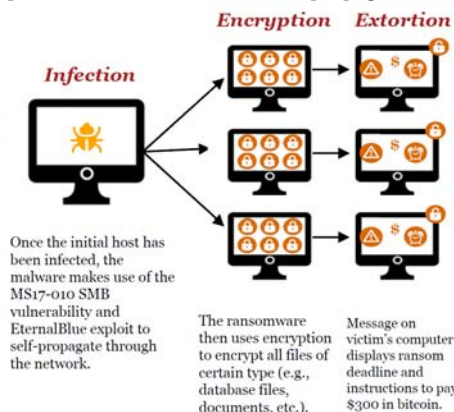 Encryption Extortion
Infection
Once the initial host has
been infected, the
malware makes use of the
MS17-010 SMB
vulnerability and
EternalBlue exploit to
self-propagate through
the network.
The ransomware
then uses encryption
to encrypt all files of
certain type (e.g.,
database files,
documents, etc.).
Message on
victim's computer
displays ransom
deadline and
instructions to pay
$300 in bitcoin.
$
$
$